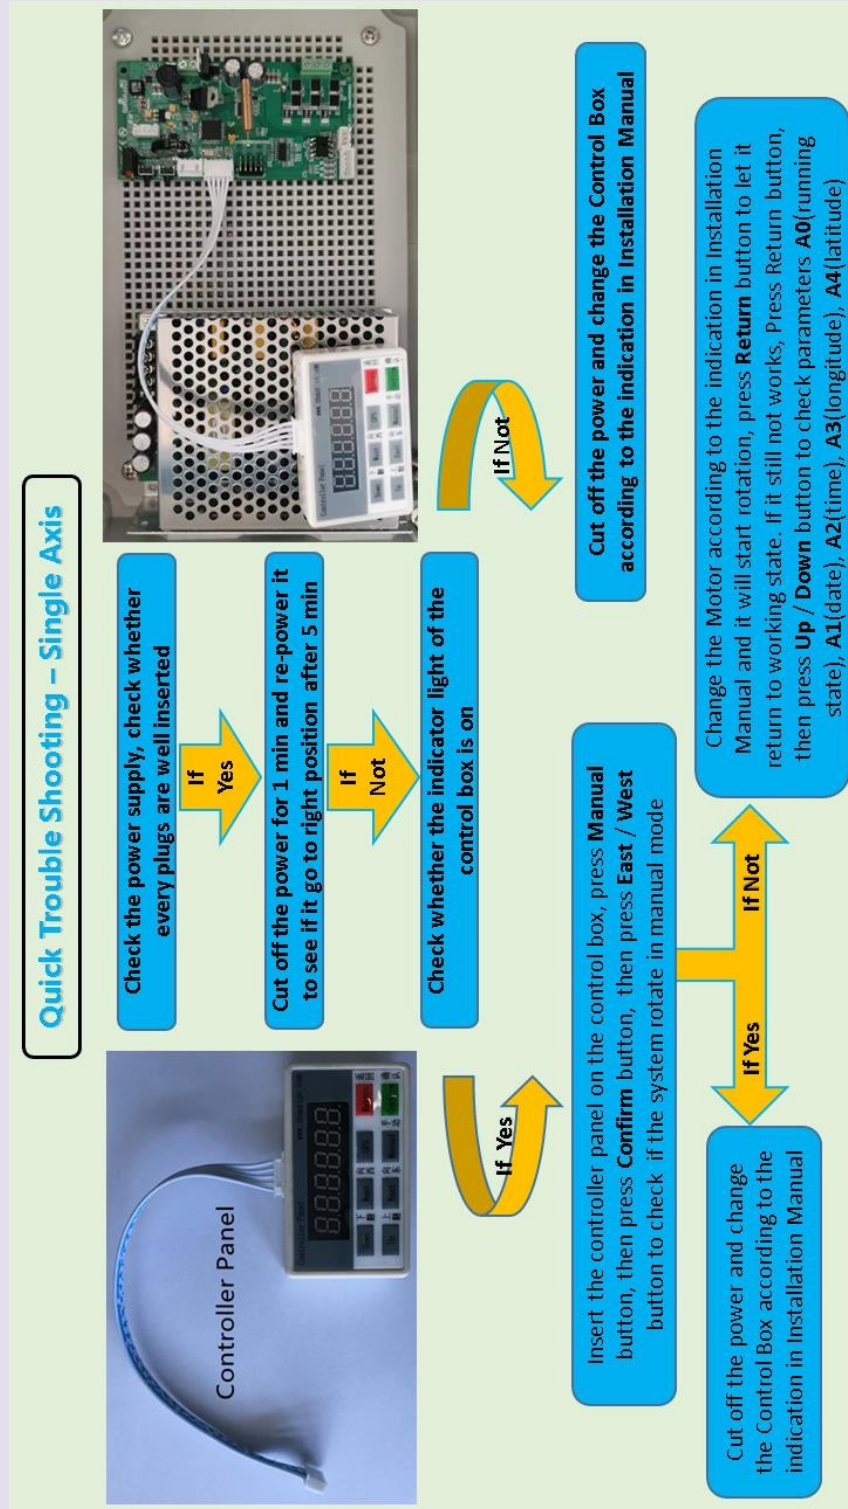 Quick Trouble Shooting – Single Axis
Controller Panel
Controller Panel
Check the power supply, check whether
every plugs are well inserted
If
Yes
Cut off the power for 1 min and re-power it
to see if it go to right position after 5 min
If
Not
Check whether the indicator light of the
control box is on
Controller Panel
If Yes
If Not
Insert the controller panel on the control box, press Manual
button, then press Confirm button, then press East / West
button to check if the system rotate in manual mode
Cut off the power and change the Control Box
according to the indication in Installation Manual
If Yes
If Not
Cut off the power and change
the Control Box according to the
indication in Installation Manual
Change the Motor according to the indication in Installation
Manual and it will start rotation, press Return button to let it
return to working state. If it still not works, Press Return button,
then press Up / Down button to check parameters A0(running
state), A1(date), A2(time), A3(longitude), A4(latitude)